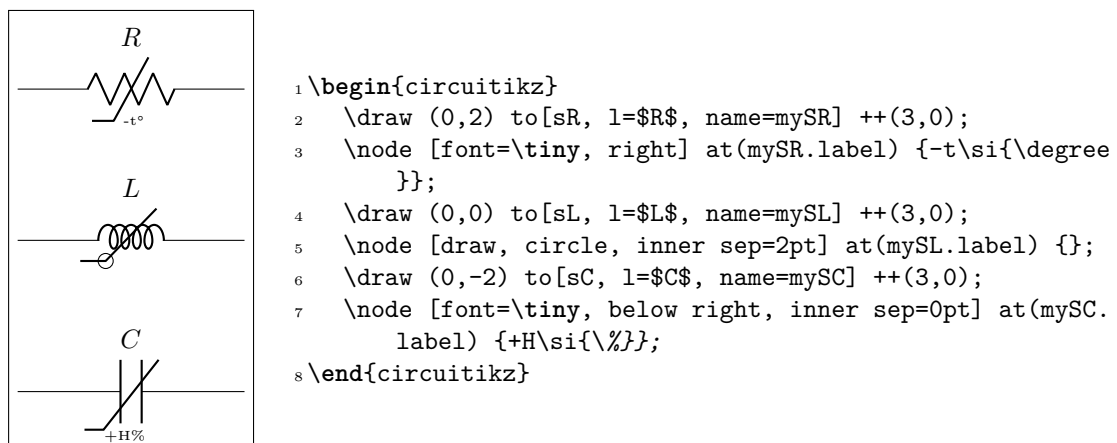 R
-t°
L
C
+H%
1 \begin{circuitikz}
2 \draw (0,2) to[sR, l=$R$, name=mySR] ++(3,0);
3 \node [font=\tiny, right] at(mySR.label) {-t\si{\degree
}};
4 \draw (0,0) to[sL, l=$L$, name=mySL] ++(3,0);
5 \node [draw, circle, inner sep=2pt] at(mySL.label) {};
6 \draw (0,-2) to[sC, l=$C$, name=mySC] ++(3,0);
7 \node [font=\tiny, below right, inner sep=0pt] at(mySC.
label) {+H\si{\%}};
8 \end{circuitikz}